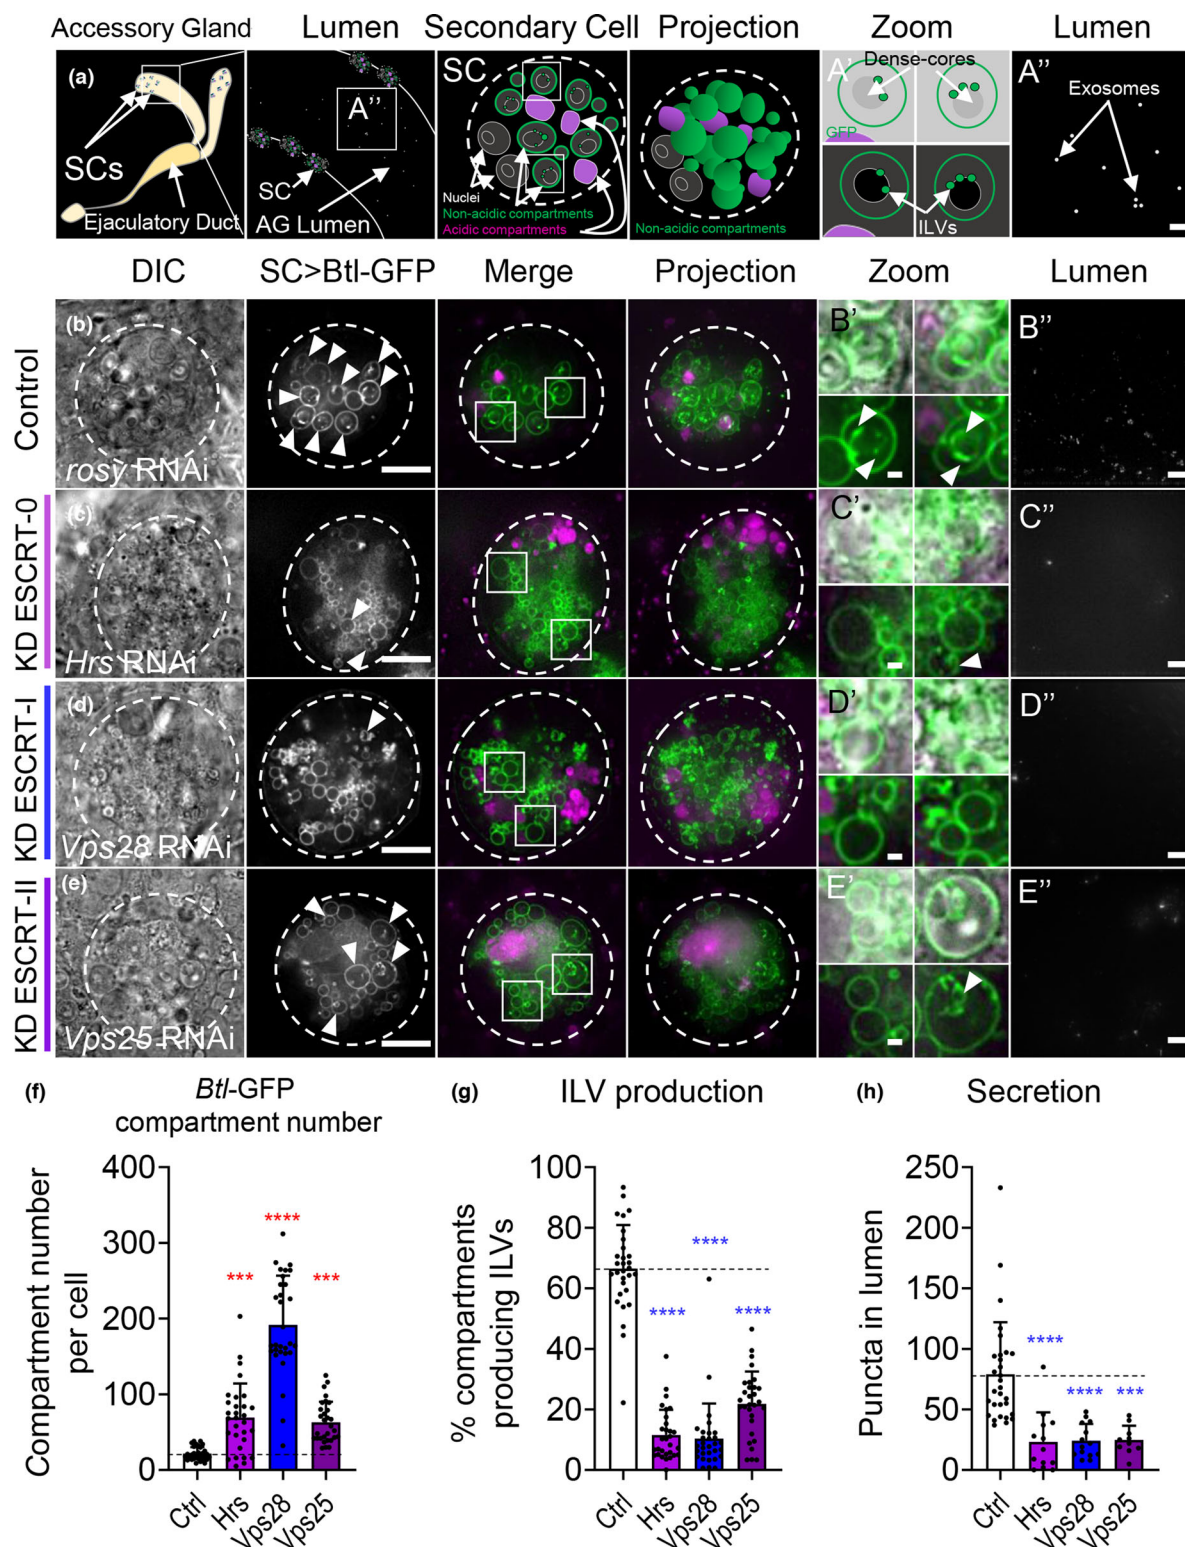 Accessory Gland Lumen Secondary Cell Projection Zoom Lumen
(a)
SCs
Ejaculatory Duct
A''
SC
AG Lumen
SC
Nuclei
Non-acidic compartments
Acidic compartments
Non-acidic compartments
A'
Dense-cores
GFP
ILVs
A''
Exosomes
DIC SC>Btl-GFP Merge Projection Zoom Lumen
Control
(b)
rosy RNAi
B'
B''
KD ESCRT-0
(c)
Hrs RNAi
C'
C''
KD ESCRT-I
(d)
Vps28 RNAi
D'
D''
KD ESCRT-II
(e)
Vps25 RNAi
E'
E''
(f)
Btl-GFP
compartment number
Compartment number
per cell
400
300
200
100
0
***
****
***
Ctrl
Hrs
Vps28
Vps25
(g)
ILV production
% compartments
producing ILVs
100
80
60
40
20
0
****
****
****
Ctrl
Hrs
Vps28
Vps25
(h)
Secretion
Puncta in lumen
250
200
150
100
50
0
****
****
***
Ctrl
Hrs
Vps28
Vps25